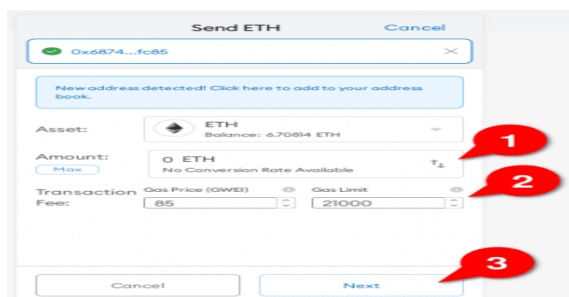 Send ETH
Cancel
0x6874...fc85
New address detected! Click here to add to your address
book.
Asset:
ETH
Balance: 6.70814 ETH
1
Amount:
Max
0 ETH
No Conversion Rate Available
2
Transaction
Fee:
Gas Price (GWEI)
Gas Limit
85
21000
3
Cancel
Next